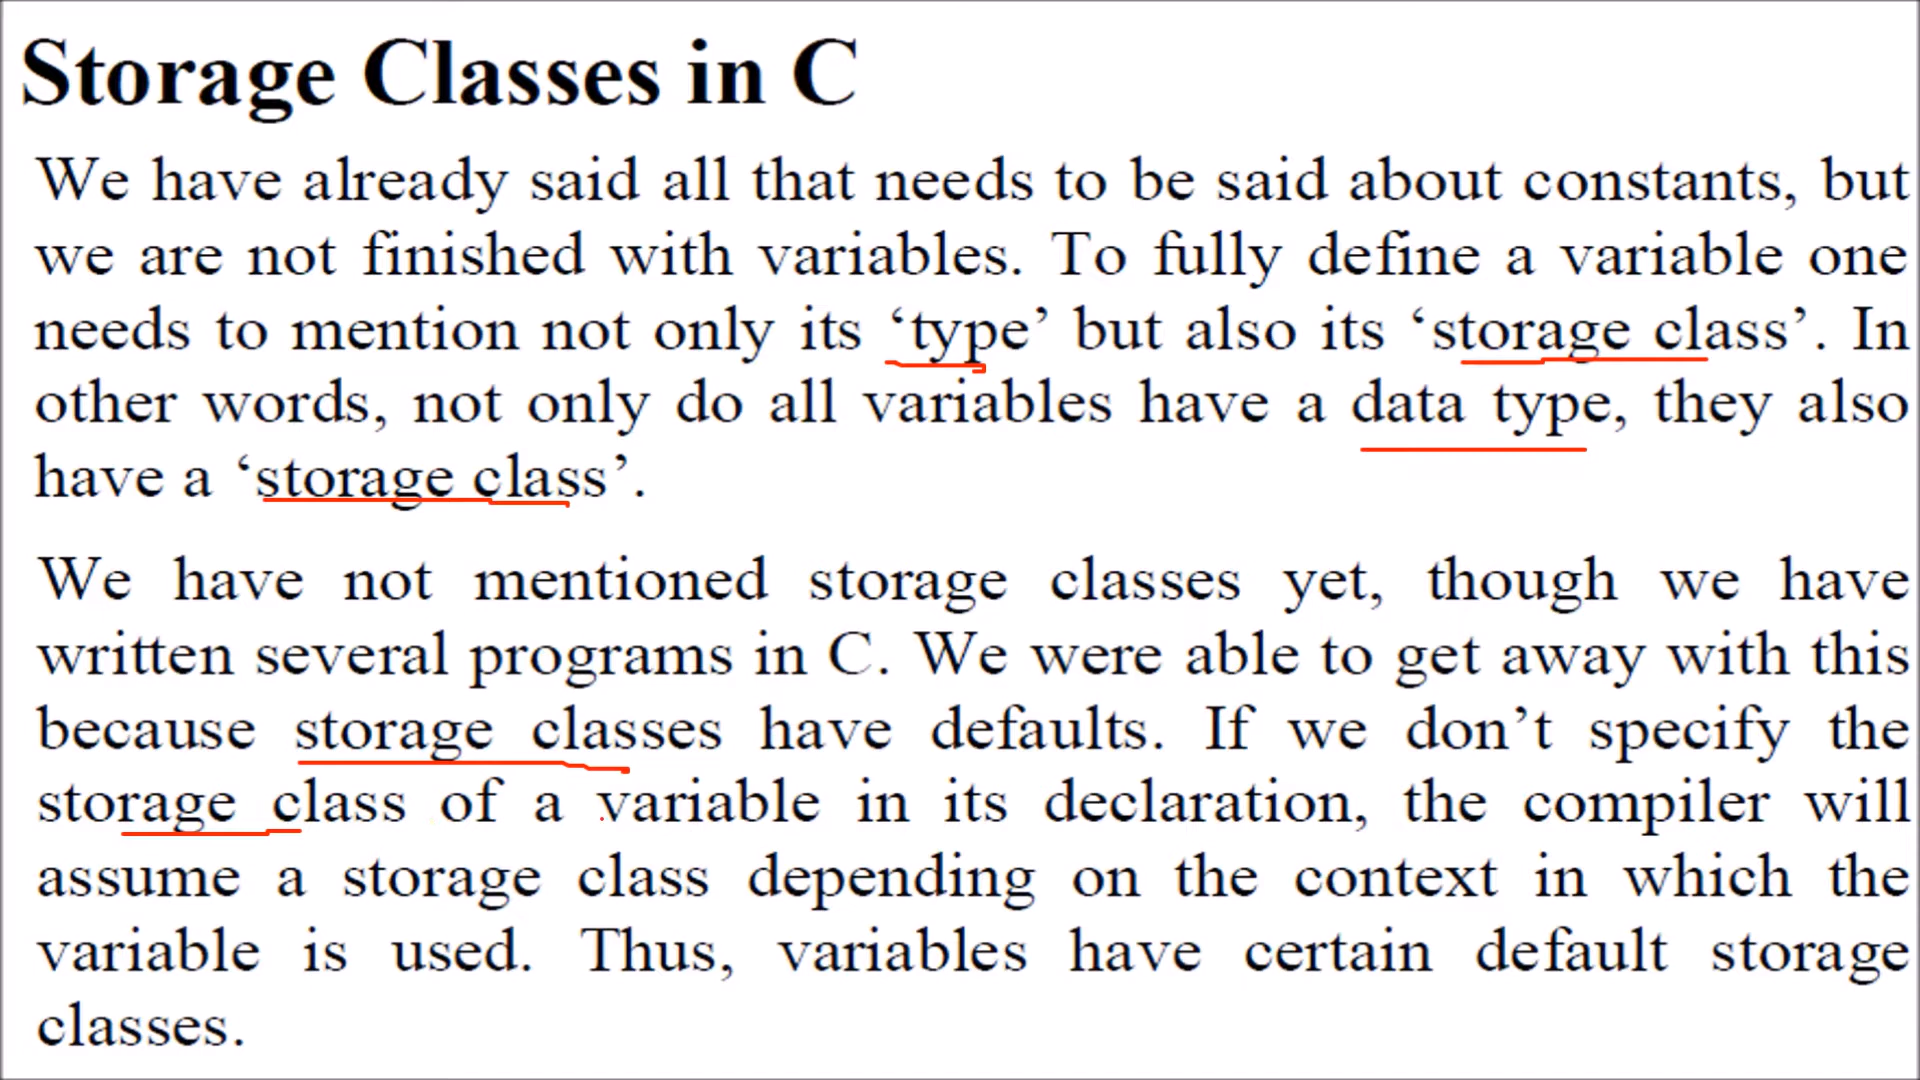 Storage Classes in C
We have already said all that needs to be said about constants, but
we are not finished with variables. To fully define a variable one
needs to mention not only its ‘type’ but also its ‘storage class’. In
other words, not only do all variables have a data type, they also
have a ‘storage class’.
We have not mentioned storage classes yet, though we have
written several programs in C. We were able to get away with this
because storage classes have defaults. If we don’t specify the
storage class of a variable in its declaration, the compiler will
assume a storage class depending on the context in which the
variable is used. Thus, variables have certain default storage
classes.